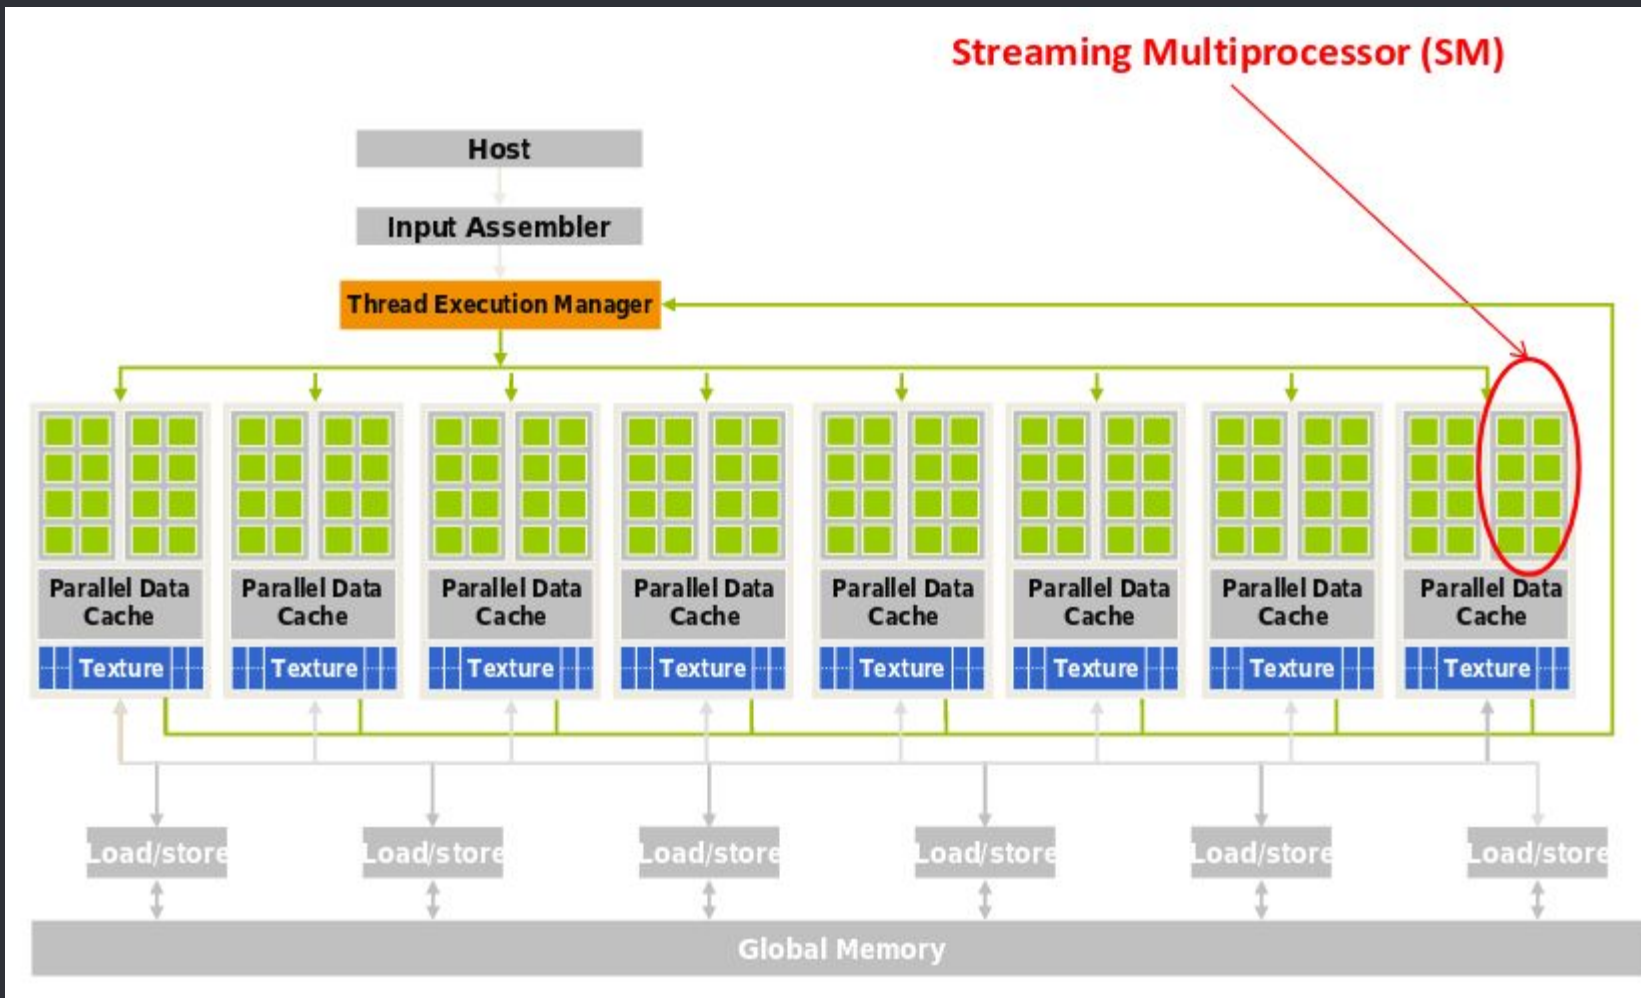 Streaming Multiprocessor (SM)
Host
Input Assembler
Thread Execution Manager
Parallel Data
Cache
Parallel Data
Cache
Parallel Data
Cache
Parallel Data
Cache
Parallel Data
Cache
Parallel Data
Cache
Parallel Data
Cache
Parallel Data
Cache
Texture
Texture
Texture
Texture
Texture
Texture
Texture
Texture
Load/store
Load/store
Load/store
Load/store
Load/store
Load/store
Global Memory